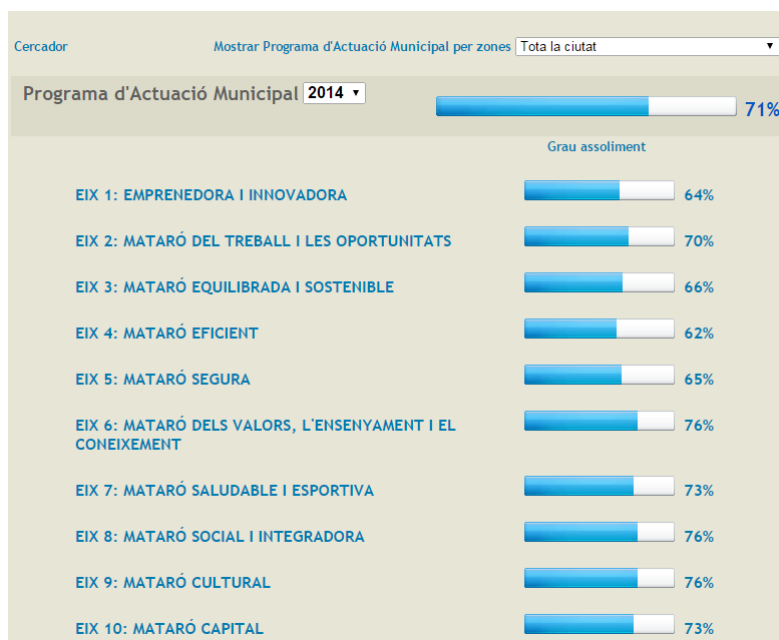 Cercador Mostrar Programa d'Actuació Municipal per zones Tota la ciutat
Programa d'Actuació Municipal 2014 71%
Grau assoliment
EIX 1: EMPRENEDORA I INNOVADORA 64%
EIX 2: MATARÓ DEL TREBALL I LES OPORTUNITATS 70%
EIX 3: MATARÓ EQUILIBRADA I SOSTENIBLE 66%
EIX 4: MATARÓ EFICIENT 62%
EIX 5: MATARÓ SEGURA 65%
EIX 6: MATARÓ DELS VALORS, L'ENSENYAMENT I EL 76%
CONEIXEMENT
EIX 7: MATARÓ SALUDABLE I ESPORTIVA 73%
EIX 8: MATARÓ SOCIAL I INTEGRADORA 76%
EIX 9: MATARÓ CULTURAL 76%
EIX 10: MATARÓ CAPITAL 73%